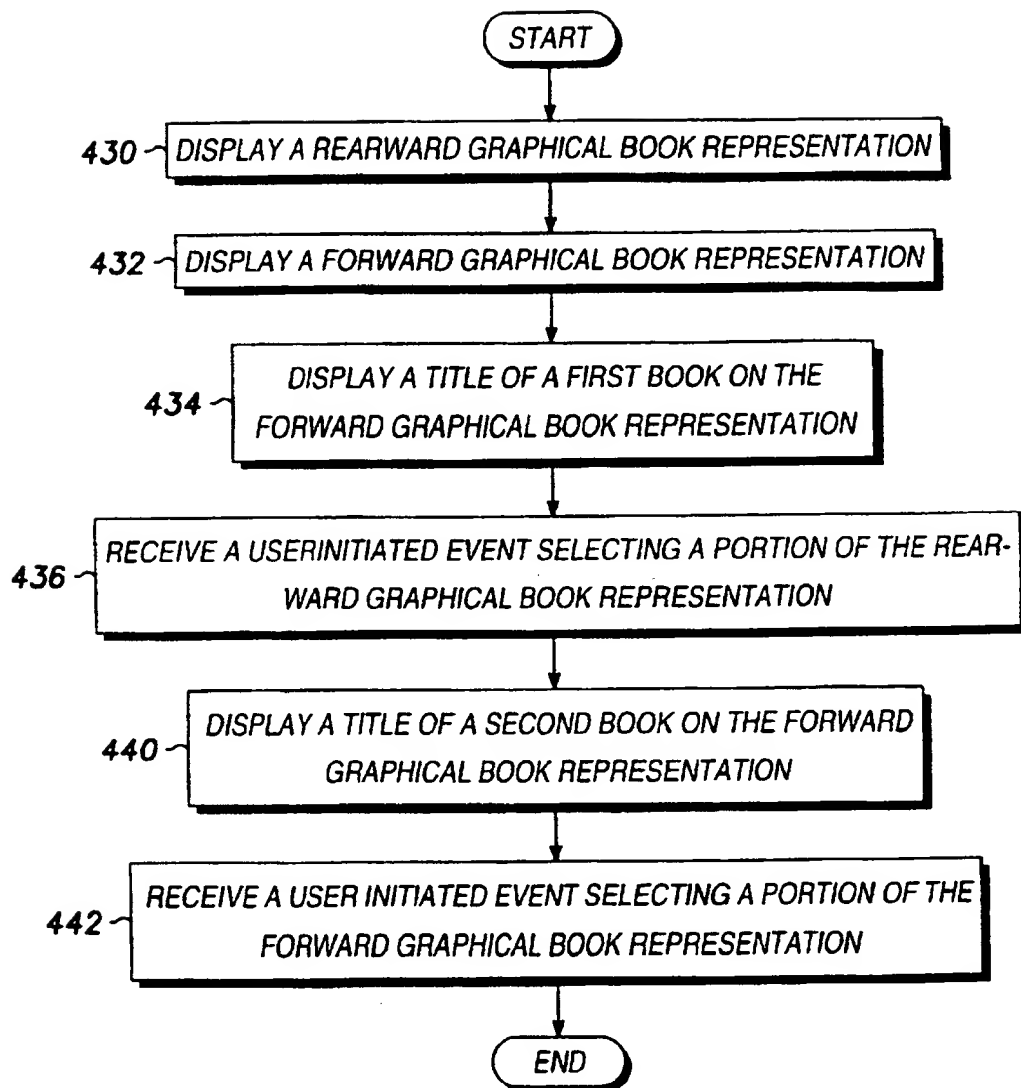 START
430 DISPLAY A REARWARD GRAPHICAL BOOK REPRESENTATION
432 DISPLAY A FORWARD GRAPHICAL BOOK REPRESENTATION
DISPLAY A TITLE OF A FIRST BOOK ON THE
434 FORWARD GRAPHICAL BOOK REPRESENTATION
RECEIVE A USERINITIATED EVENT SELECTING A PORTION OF THE REAR-
436 WARD GRAPHICAL BOOK REPRESENTATION
DISPLAY A TITLE OF A SECOND BOOK ON THE FORWARD
440 GRAPHICAL BOOK REPRESENTATION
RECEIVE A USER INITIATED EVENT SELECTING A PORTION OF THE
442 FORWARD GRAPHICAL BOOK REPRESENTATION
END